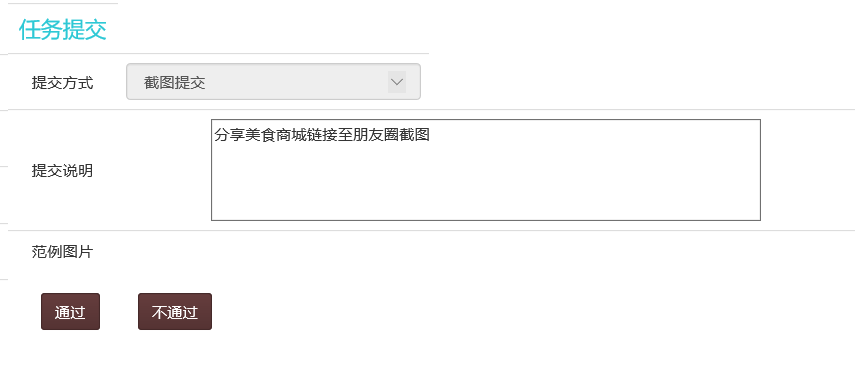 任务提交
提交方式 截图提交
提交说明 分享美食商城链接至朋友圈截图
范例图片
通过 不通过